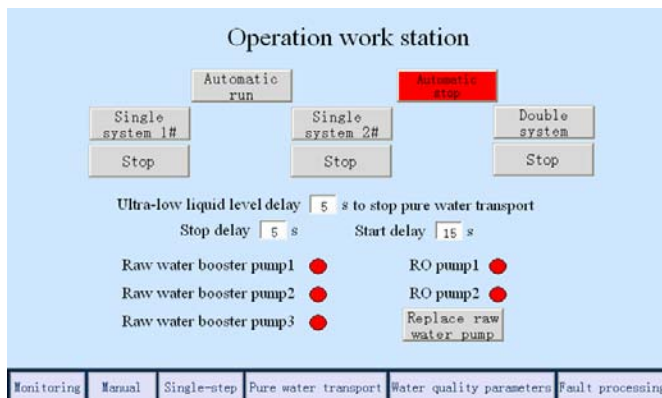 Operation work station
Automatic run
Automatic stop
Single system 1#
Single system 2#
Double system
Stop
Stop
Stop
Ultra-low liquid level delay 5 s to stop pure water transport
Stop delay 5 s
Start delay 15 s
Raw water booster pump1
RO pump1
Raw water booster pump2
RO pump2
Raw water booster pump3
Replace raw water pump
Monitoring
Manual
Single-step
Pure water transport
Water quality parameters
Fault processing